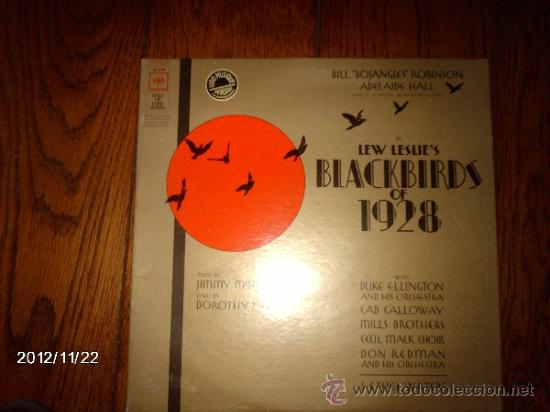 BILL "BOJANGLES" ROBINSON
ADELAIDE HALL
IN
LEW LESLIE'S
BLACKBIRDS
OF
1928
MUSIC BY
JIMMY
LYRICS BY
DOROTHY
WITH
DUKE ELLINGTON
AND HIS ORCHESTRA
CAB CALLOWAY
MILLS BROTHERS
CECIL MACK CHOIR
DON REDMAN
AND HIS ORCHESTRA
2012/11/22
todocoleccion.net